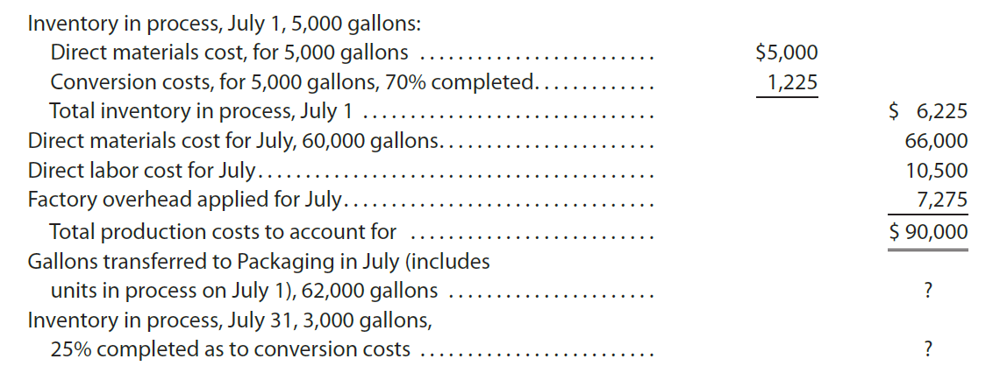 Inventory in process, July 1, 5,000 gallons:
Direct materials cost, for 5,000 gallons .......................... $5,000
Conversion costs, for 5,000 gallons, 70% completed.............. 1,225
Total inventory in process, July 1 ................................ $ 6,225
Direct materials cost for July, 60,000 gallons........................ 66,000
Direct labor cost for July............................................ 10,500
Factory overhead applied for July.................................. 7,275
Total production costs to account for ........................... $ 90,000
Gallons transferred to Packaging in July (includes
units in process on July 1), 62,000 gallons ....................... ?
Inventory in process, July 31, 3,000 gallons,
25% completed as to conversion costs .......................... ?